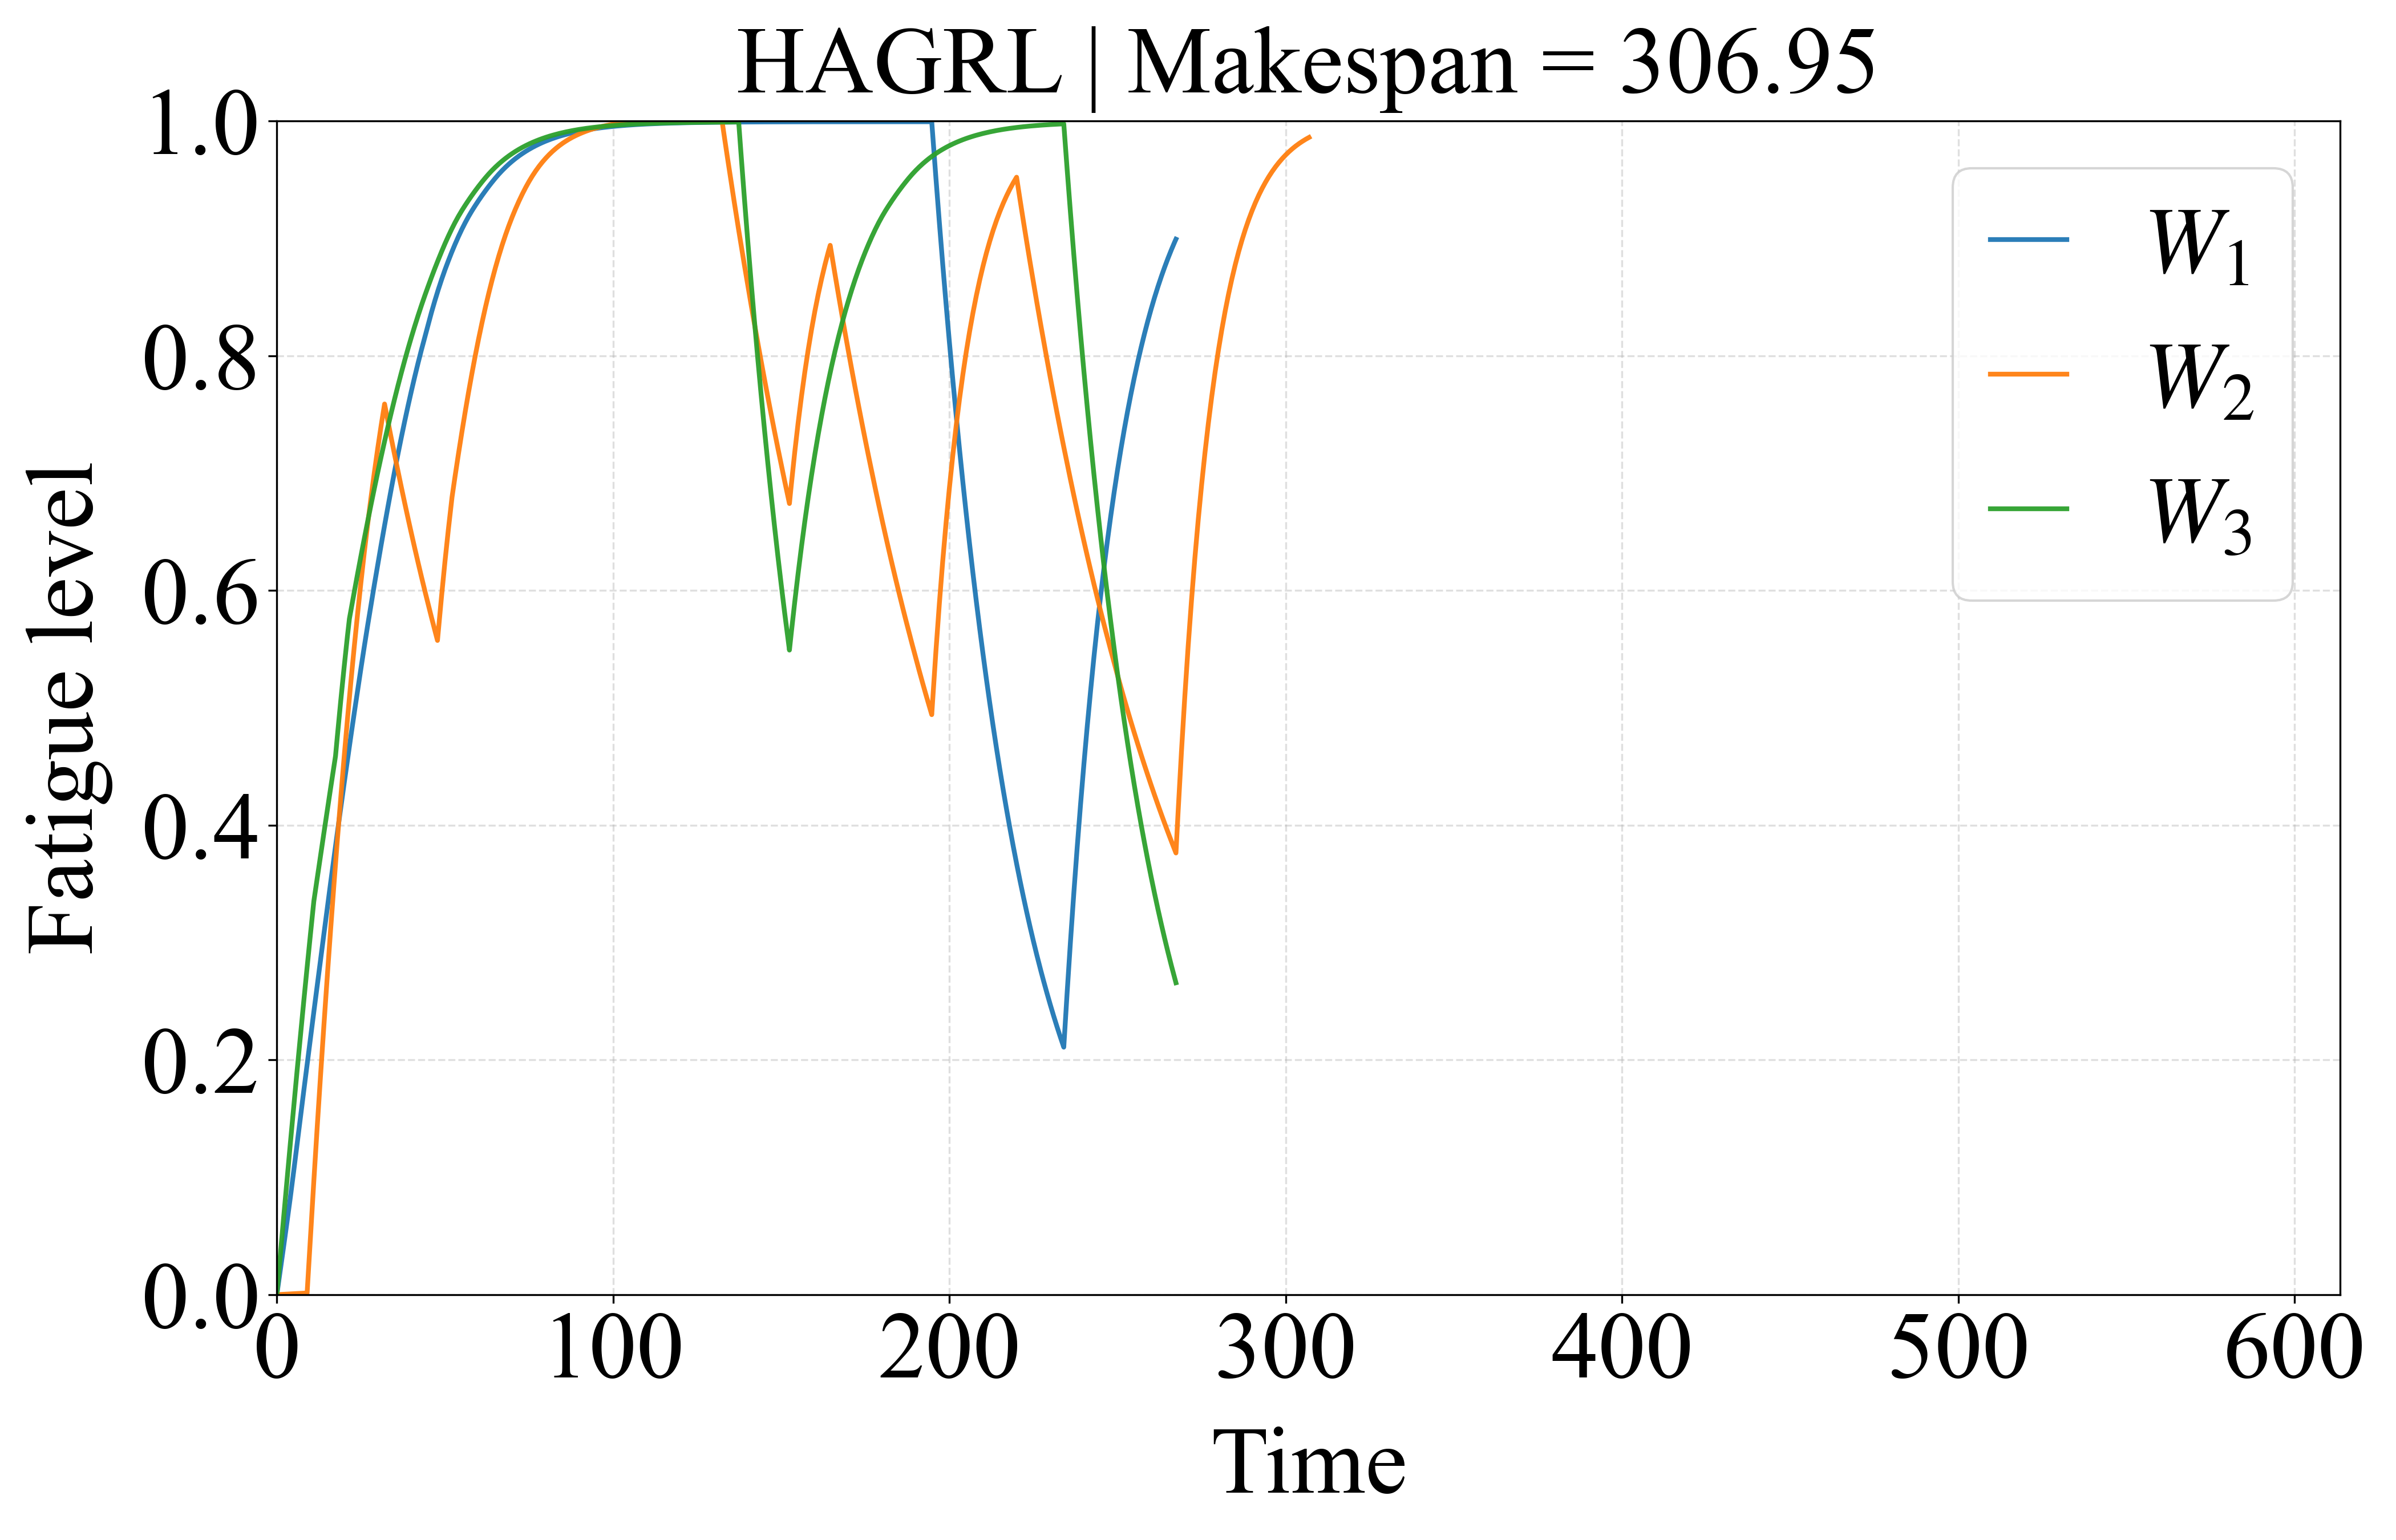 HAGRL | Makespan = 306.95
1.0
0.8
0.6
0.4
0.2
0.0
Fatigue level
0 100 200 300 400 500 600
Time
W1
W2
W3